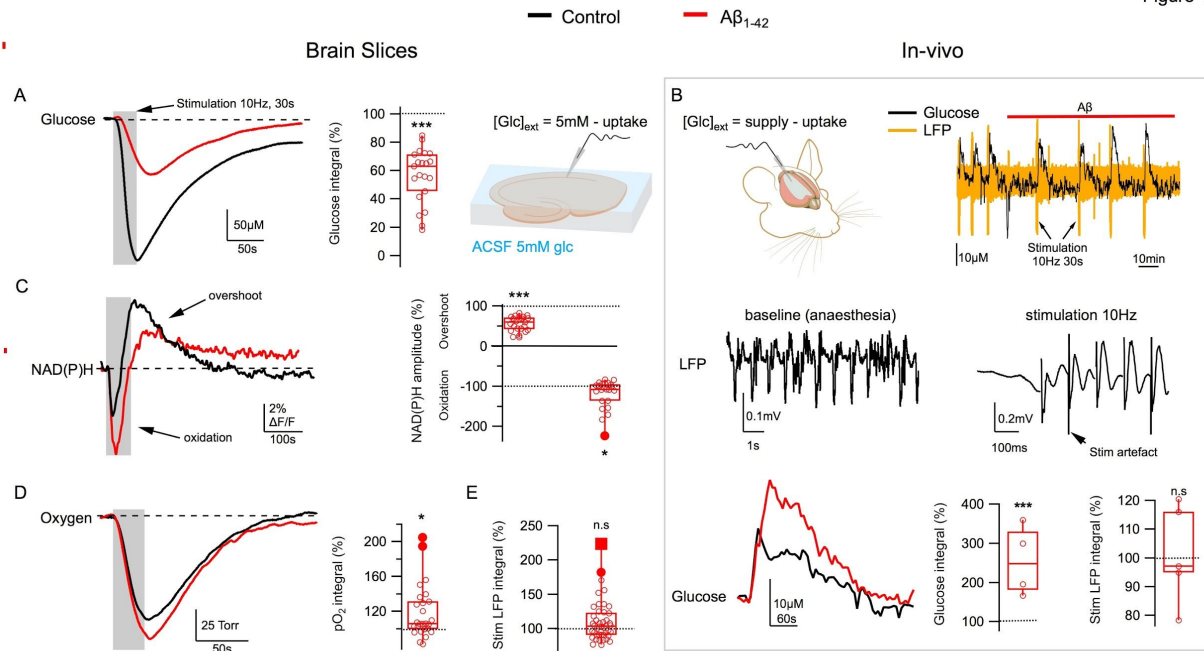 Figure
Control
Aβ1-42
Brain Slices
In-vivo
A
Glucose
Stimulation 10Hz, 30s
50µM
50s
Glucose integral (%)
100
80
60
40
20
0
***
[Glc]ext = 5mM - uptake
ACSF 5mM glc
B
[Glc]ext = supply - uptake
Glucose
LFP
Aβ
10µM
Stimulation
10Hz 30s
10min
C
NAD(P)H
overshoot
oxidation
2%
ΔF/F
100s
NAD(P)H amplitude (%)
Oxidation
Overshoot
100
0
-100
-200
***
*
baseline (anaesthesia)
LFP
0.1mV
1s
stimulation 10Hz
0.2mV
100ms
Stim artefact
D
Oxygen
25 Torr
50s
pO2 integral (%)
200
160
120
*
E
Stim LFP integral (%)
250
200
150
100
n.s
Glucose
10µM
60s
Glucose integral (%)
400
300
200
100
***
Stim LFP integral (%)
120
110
100
90
80
n.s